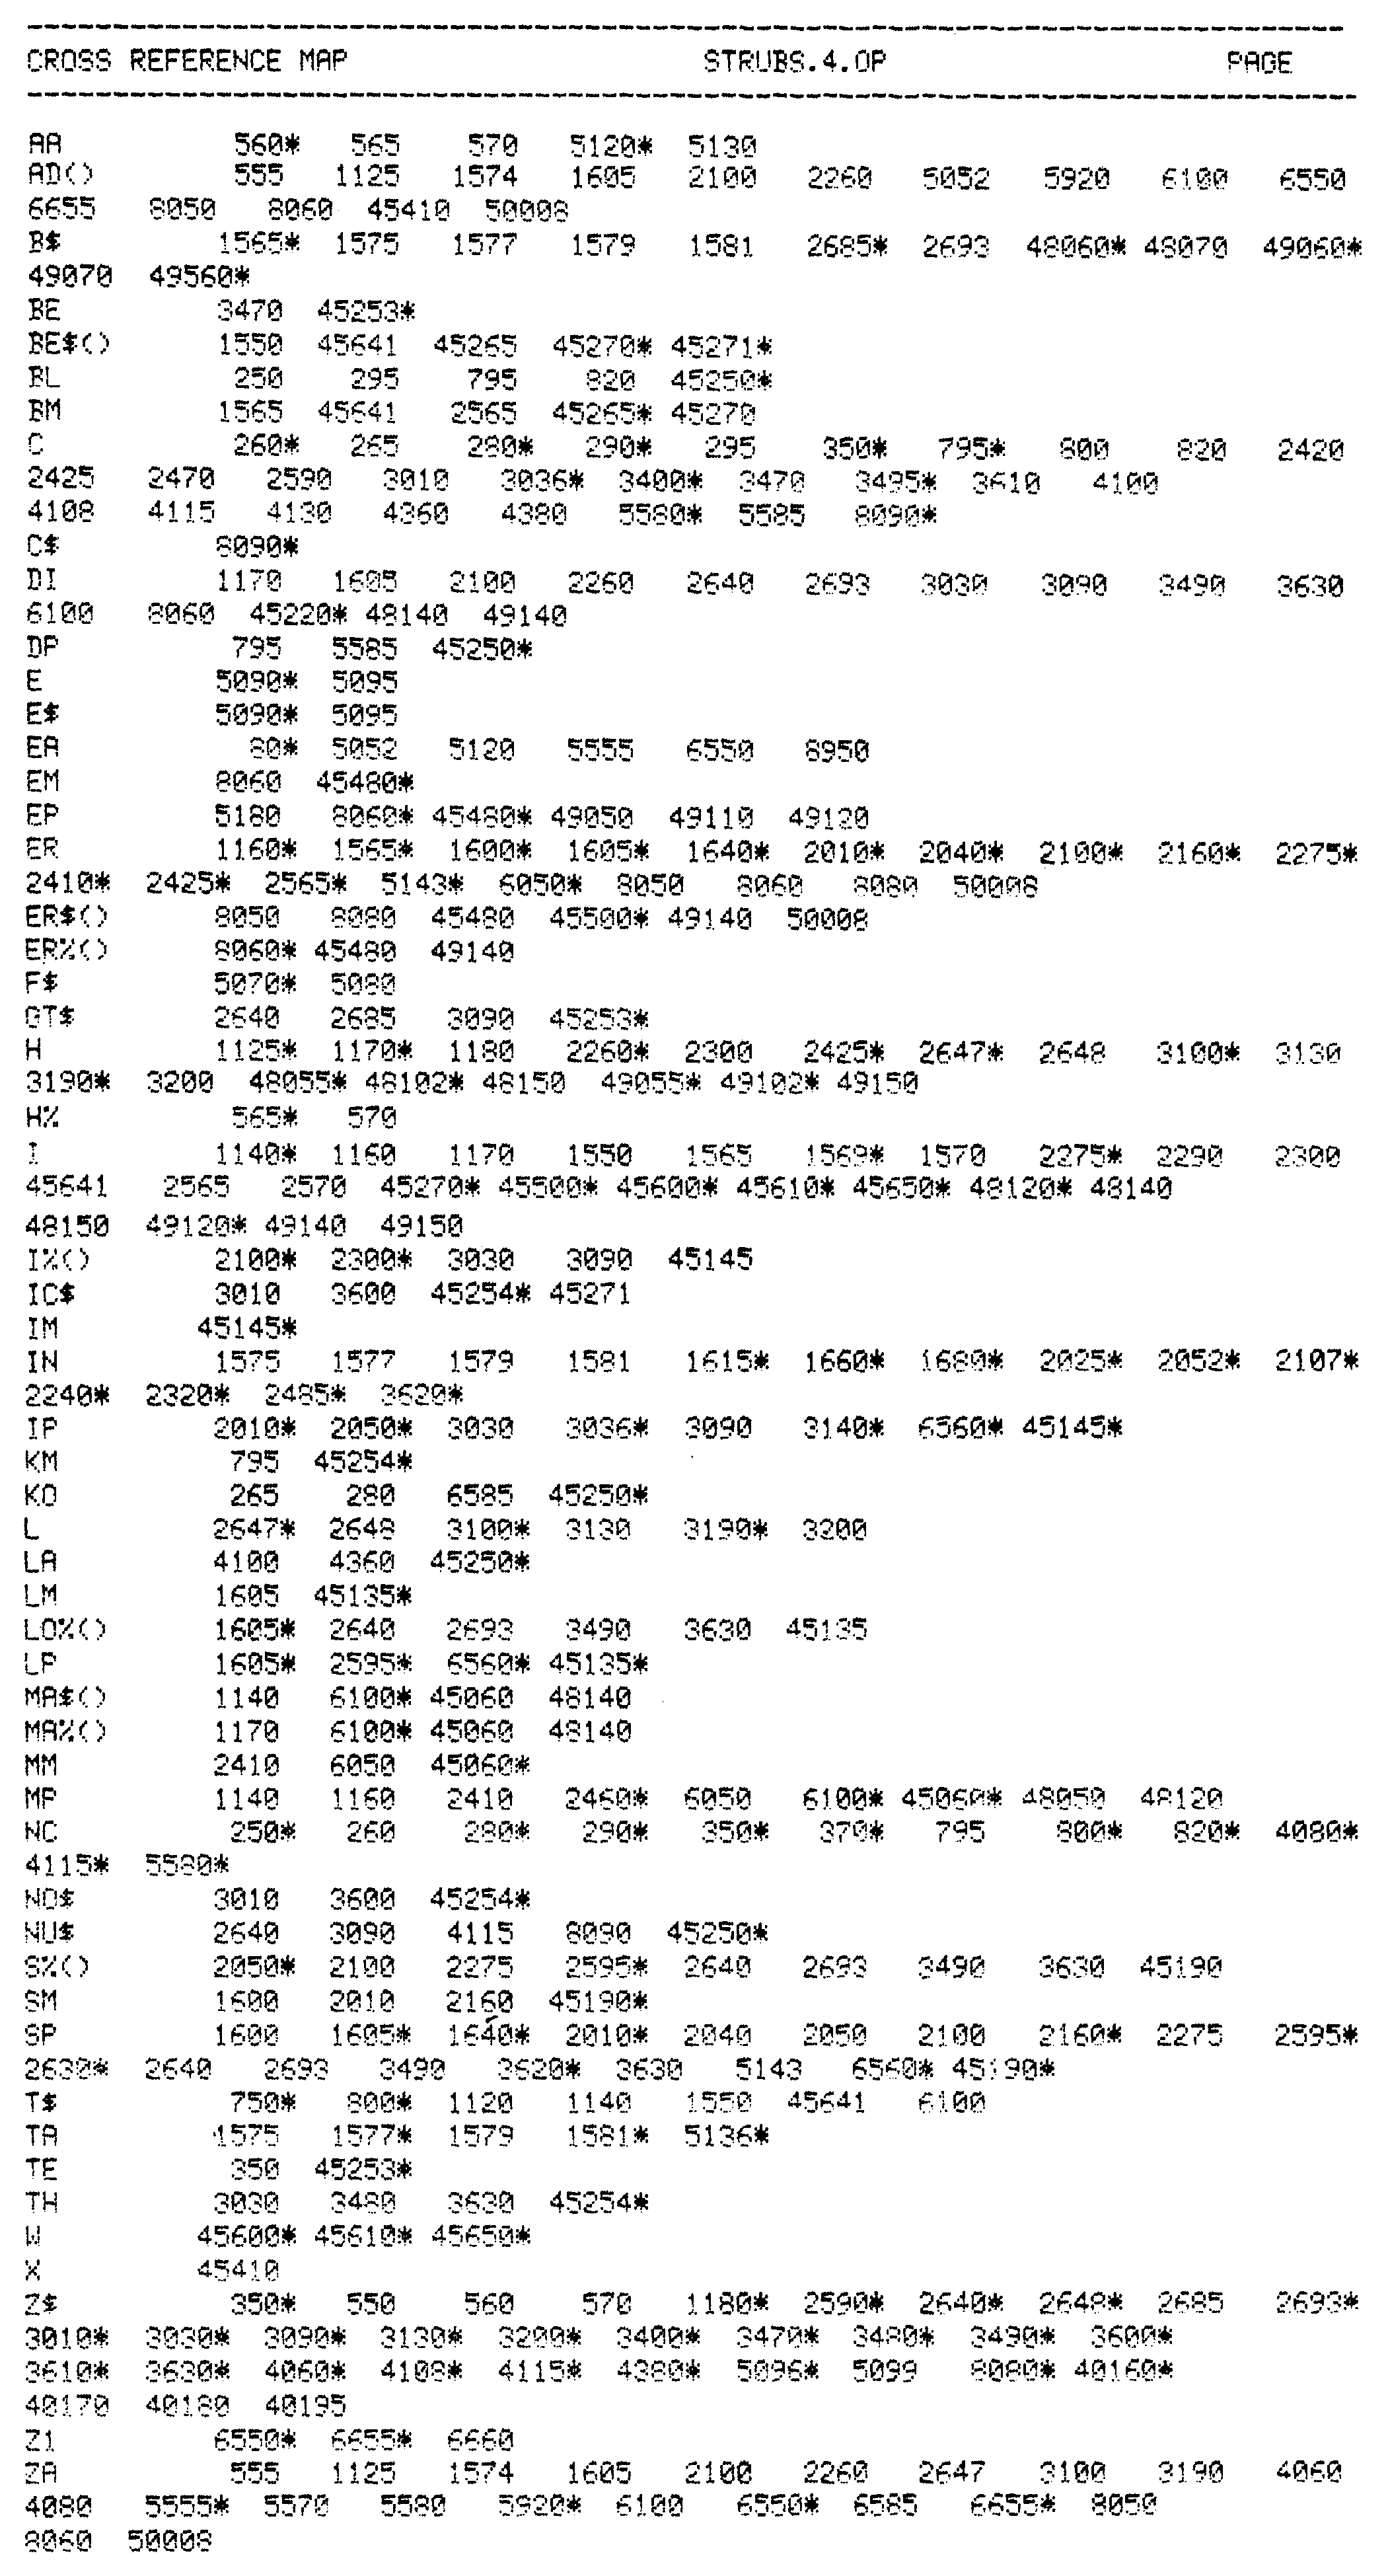 CROSS REFERENCE MAP STRUBS.4.OP PAGE
AA 560* 565 570 5120* 5130
AD() 555 1125 1574 1605 2100 2260 5052 5920 6100 6550
6655 8050 8060 45410 50008
B$ 1565* 1575 1577 1579 1581 2685* 2693 48060* 48070 49060*
49070 49560*
BE 3470 45253*
BE$() 1550 45641 45265 45270* 45271*
BL 250 295 795 820 45250*
BM 1565 45641 2565 45265* 45270
C 260* 265 280* 290* 295 350* 795* 800 820 2420
2425 2470 2590 3010 3036* 3400* 3470 3495* 3610 4100
4108 4115 4130 4360 4380 5580* 5585 8090*
C$ 8090*
DI 1170 1605 2100 2260 2640 2693 3030 3090 3490 3630
6100 8060 45220* 48140 49140
DP 795 5585 45250*
E 5090* 5095
E$ 5090* 5095
EA 80* 5052 5120 5555 6550 8950
EM 8060 45480*
EP 5180 8060* 45480* 49050 49110 49120
ER 1160* 1565* 1600* 1605* 1640* 2010* 2040* 2100* 2160* 2275*
2410* 2425* 2565* 5143* 6050* 8050 8060 8080 50008
ER$() 8050 8080 45480 45500* 49140 50008
ER%() 8060* 45480 49140
F$ 5070* 5080
GT$ 2640 2685 3090 45253*
H 1125* 1170* 1180 2260* 2300 2425* 2647* 2648 3100* 3130
3190* 3200 48055* 48102* 48150 49055* 49102* 49150
H% 565* 570
I 1140* 1160 1170 1550 1565 1569* 1570 2275* 2290 2300
45641 2565 2570 45270* 45500* 45600* 45610* 45650* 48120* 48140
48150 49120* 49140 49150
I%() 2100* 2300* 3030 3090 45145
IC$ 3010 3600 45254* 45271
IM 45145*
IN 1575 1577 1579 1581 1615* 1660* 1680* 2025* 2052* 2107*
2240* 2320* 2485* 3620*
IP 2010* 2050* 3030 3036* 3090 3140* 6560* 45145*
KM 795 45254*
KO 265 280 6585 45250*
L 2647* 2648 3100* 3130 3190* 3200
LA 4100 4360 45250*
LM 1605 45135*
LO%() 1605* 2640 2693 3490 3630 45135
LP 1605* 2595* 6560* 45135*
MA$() 1140 6100* 45060 48140
MA%() 1170 6100* 45060 48140
MM 2410 6050 45060*
MP 1140 1160 2410 2460* 6050 6100* 45060* 48050 48120
NC 250* 260 280* 290* 350* 370* 795 800* 820* 4080*
4115* 5580*
NO$ 3010 3600 45254*
NU$ 2640 3090 4115 8090 45250*
S%() 2050* 2100 2275 2595* 2640 2693 3490 3630 45190
SM 1600 2010 2160 45190*
SP 1600 1605* 1640* 2010* 2040 2050 2100 2160* 2275 2595*
2630* 2640 2693 3490 3620* 3630 5143 6560* 45190*
T$ 750* 800* 1120 1140 1550 45641 6100
TA 1575 1577* 1579 1581* 5136*
TE 350 45253*
TH 3030 3480 3630 45254*
W 45600* 45610* 45650*
X 45410
Z$ 350* 550 560 570 1180* 2590* 2640* 2648* 2685 2693*
3010* 3030* 3090* 3130* 3200* 3400* 3470* 3480* 3490* 3600*
3610* 3630* 4060* 4108* 4115* 4380* 5096* 5099 8080* 40160*
40170 40180 40195
Z1 6550* 6655* 6660
ZA 555 1125 1574 1605 2100 2260 2647 3100 3190 4060
4080 5555* 5570 5580 5920* 6100 6550* 6585 6655* 8050
8060 50008